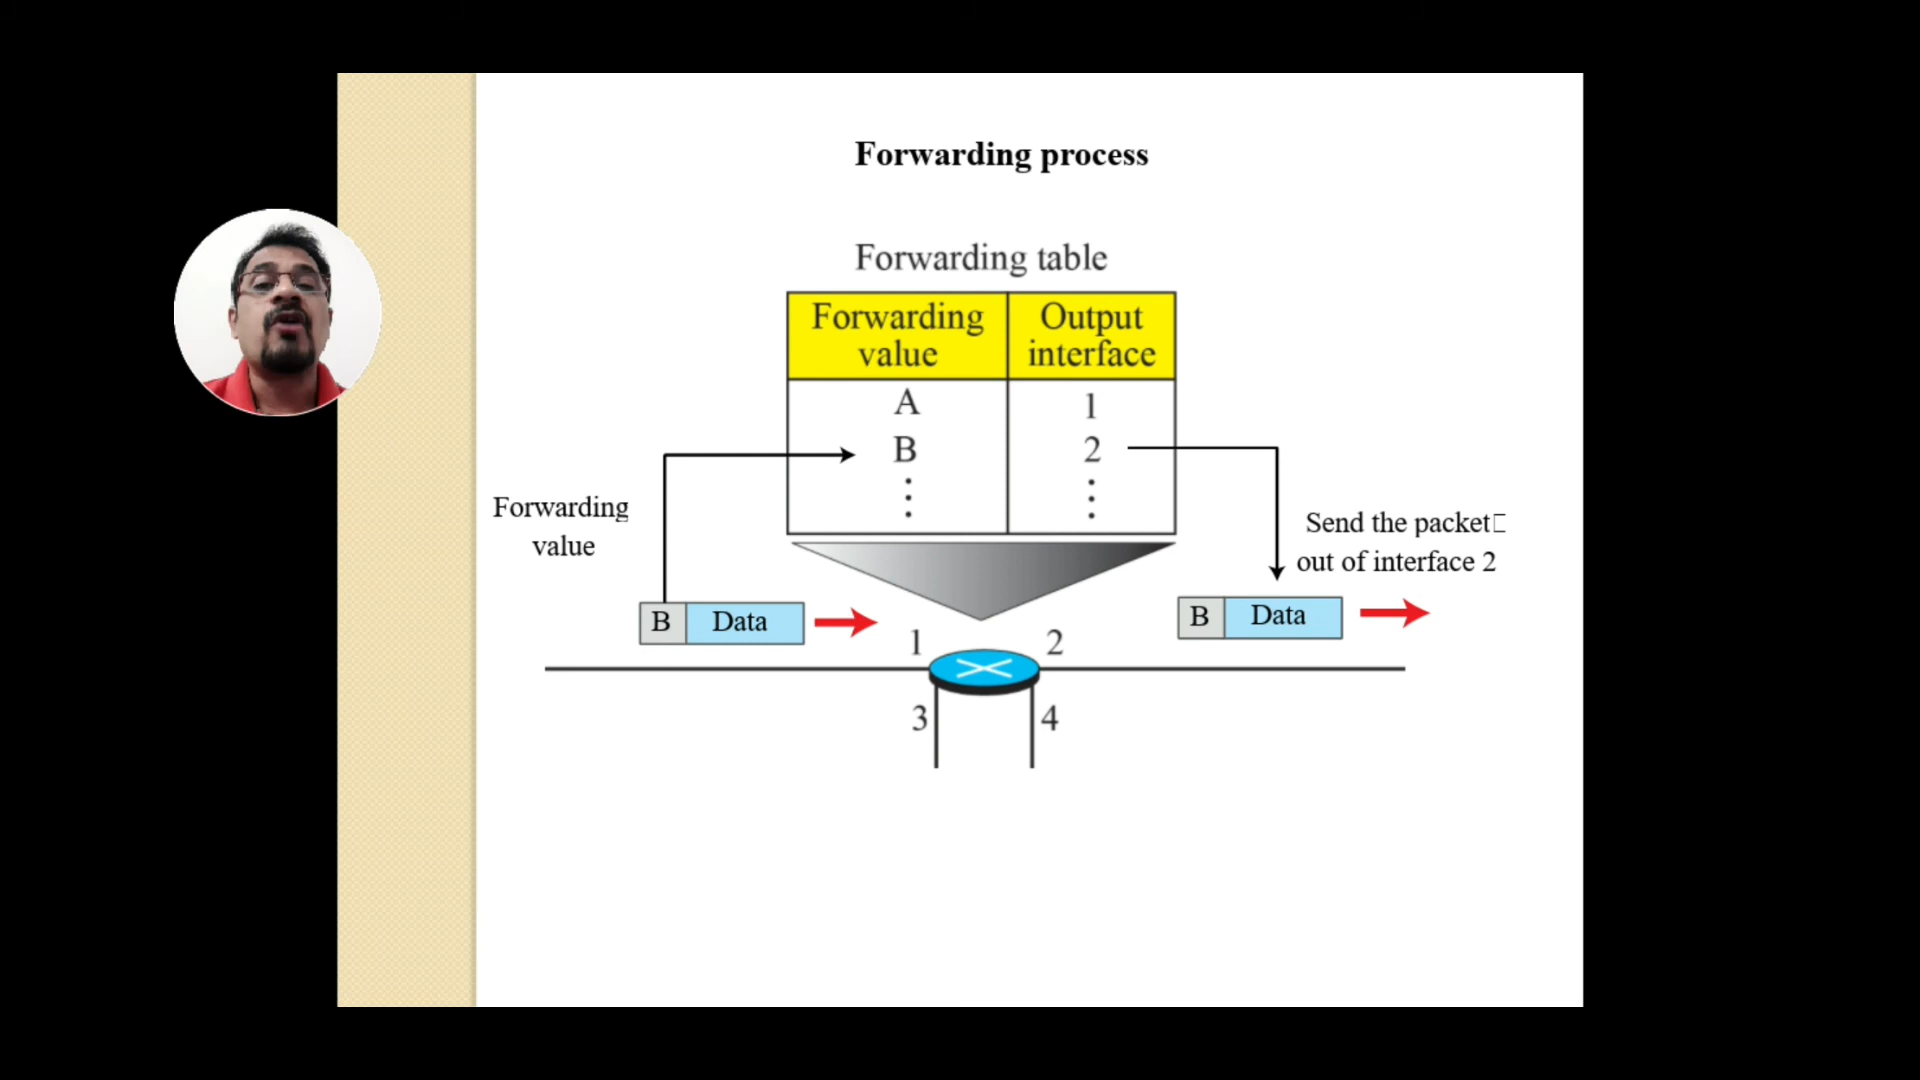 Forwarding process
Forwarding table
Forwarding value
Output interface
A
1
B
2
Forwarding
value
Send the packet□
out of interface 2
B
Data
B
Data
1
2
3
4